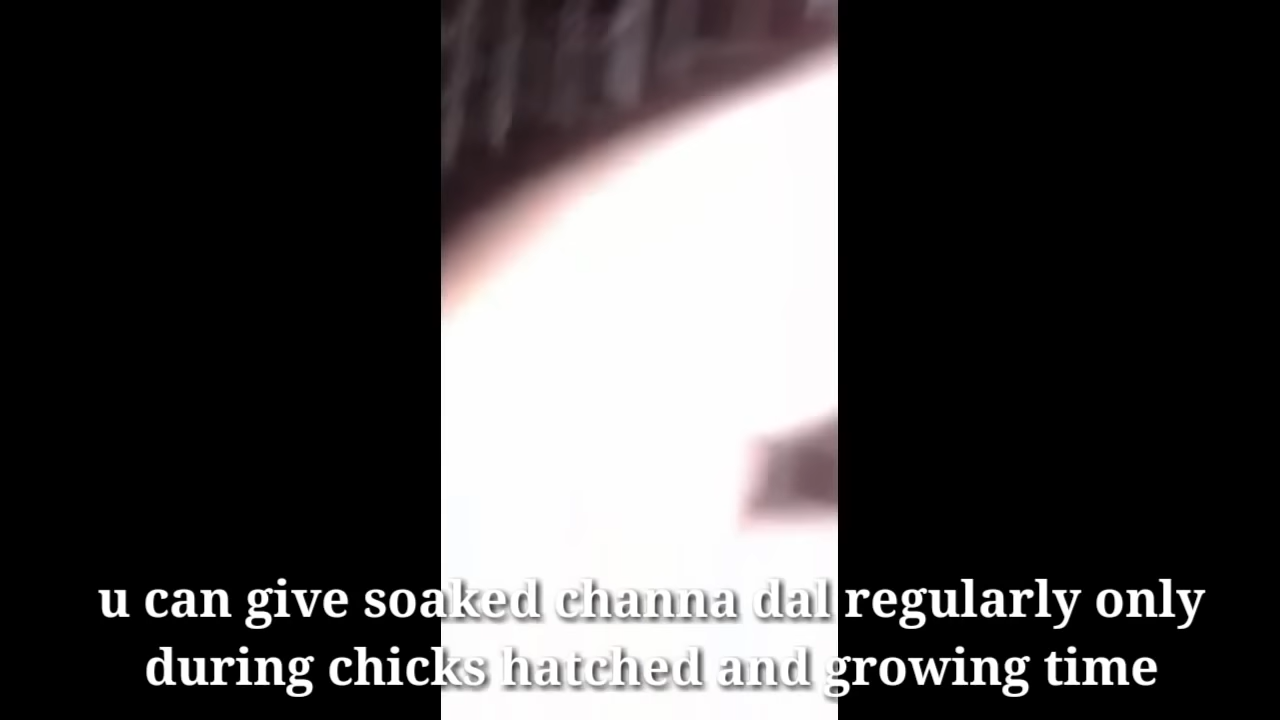 u can give soaked channa dal regularly only
during chicks hatched and growing time